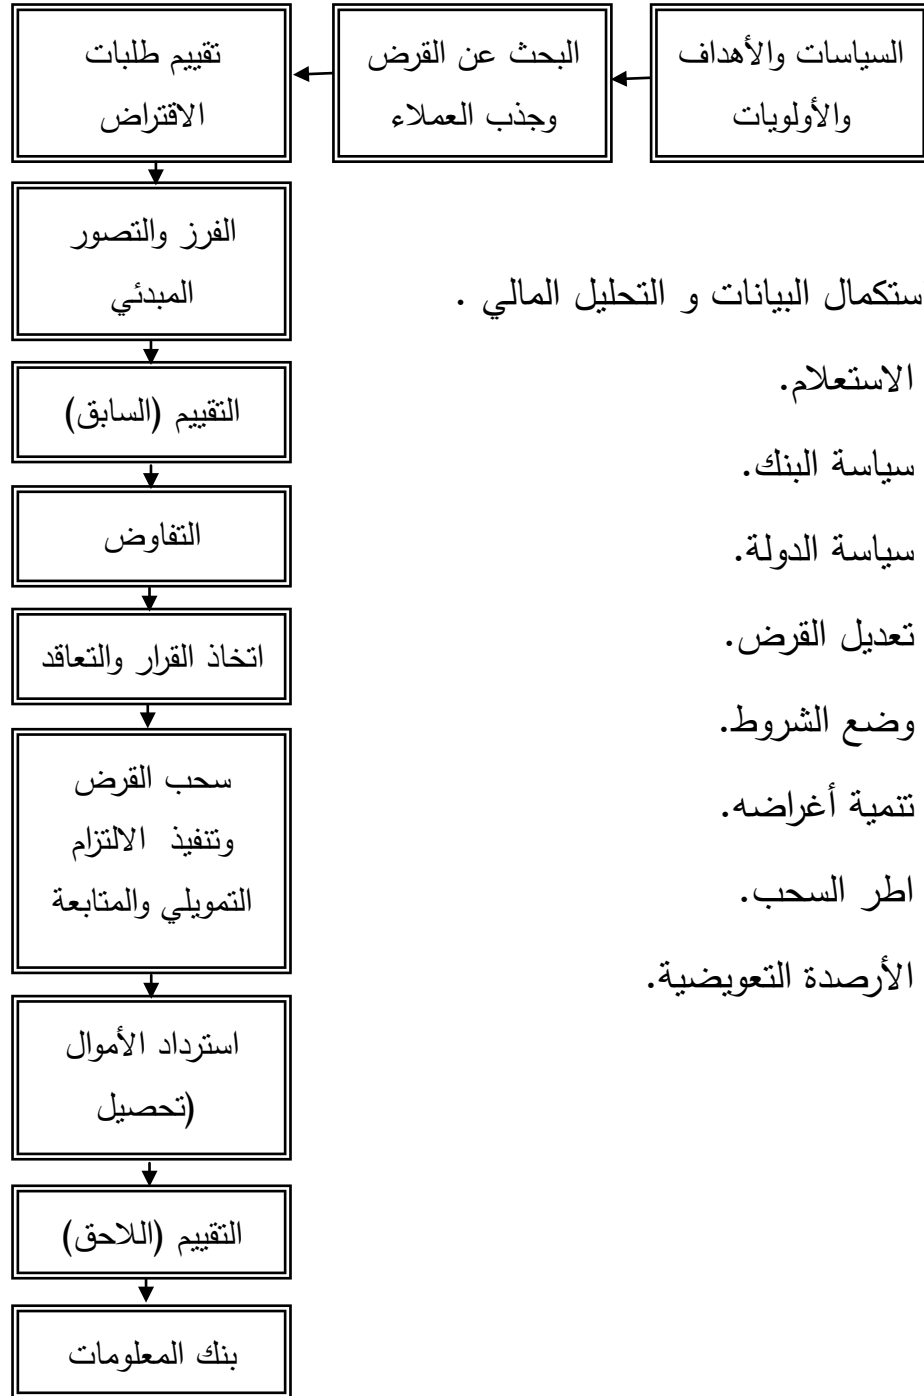 السياسات والأهداف
والأولويات
البحث عن القرض
وجذب العملاء
تقييم طلبات
الاقتراض
الفرز والتصور
المبدئي
ستكمال البيانات و التحليل المالي .
الاستعلام.
التقييم (السابق)
سياسة البنك.
التفاوض
سياسة الدولة.
تعديل القرض.
اتخاذ القرار والتعاقد
وضع الشروط.
سحب القرض
وتنفيذ الالتزام
التمويلي والمتابعة
تنمية أغراضه.
اطر السحب.
الأرصدة التعويضية.
استرداد الأموال
(تحصيل
التقييم (اللاحق)
بنك المعلومات